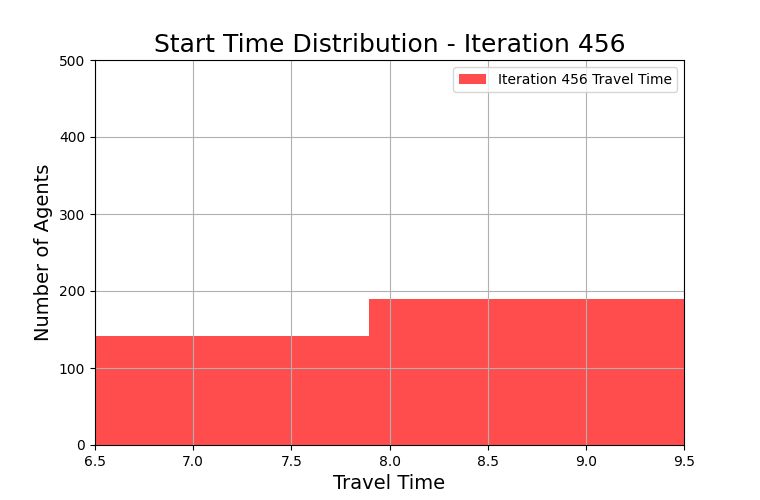 Start Time Distribution - Iteration 456
Iteration 456 Travel Time
Number of Agents
500
400
300
200
100
0
6.5 7.0 7.5 8.0 8.5 9.0 9.5
Travel Time